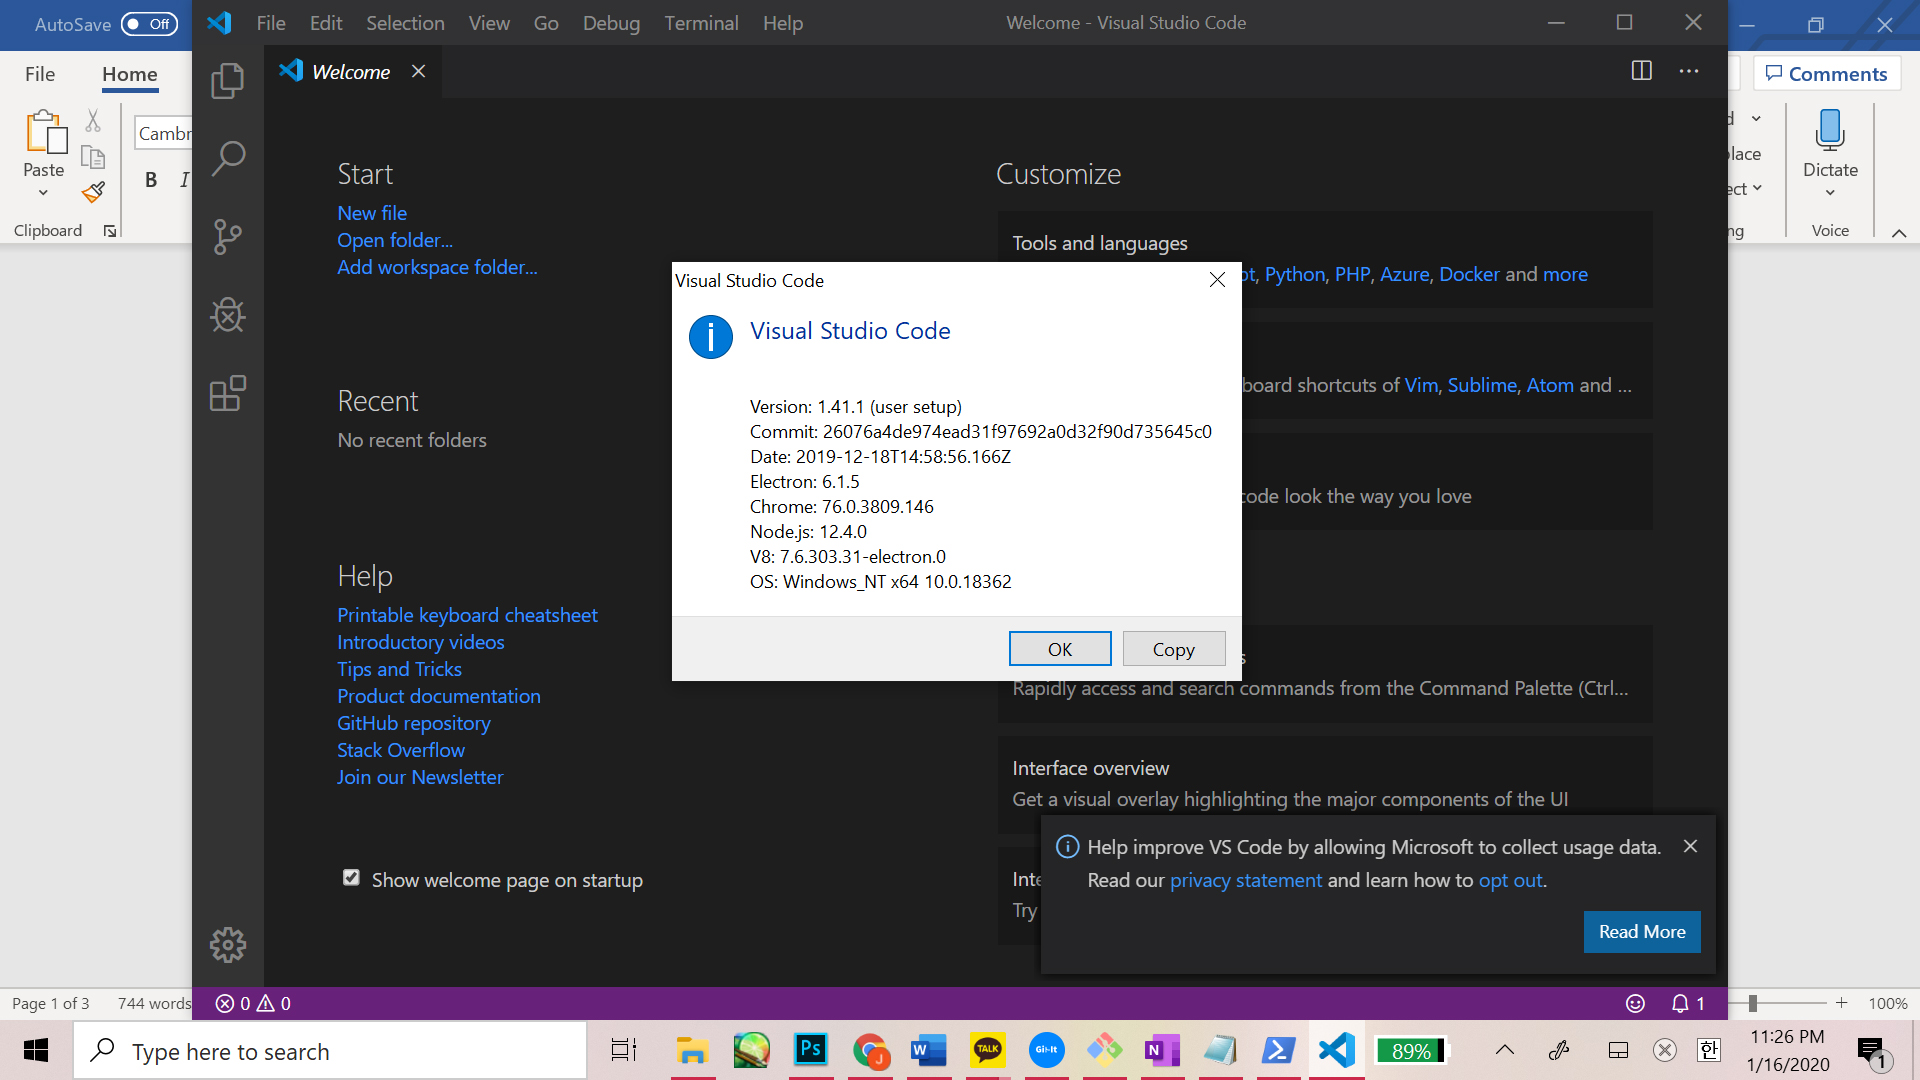 AutoSave Off
File Home
Paste
Cambr
B I
Clipboard
Page 1 of 3 744 words
File Edit Selection View Go Debug Terminal Help
Welcome - Visual Studio Code
Welcome
Start
New file
Open folder...
Add workspace folder...
Recent
No recent folders
Help
Printable keyboard cheatsheet
Introductory videos
Tips and Tricks
Product documentation
GitHub repository
Stack Overflow
Join our Newsletter
Show welcome page on startup
Customize
Tools and languages
Python, PHP, Azure, Docker and more
board shortcuts of Vim, Sublime, Atom and ...
code look the way you love
Rapidly access and search commands from the Command Palette (Ctrl...
Interface overview
Get a visual overlay highlighting the major components of the UI
Inte
Try
Visual Studio Code
Visual Studio Code
Version: 1.41.1 (user setup)
Commit: 26076a4de974ead31f97692a0d32f90d735645c0
Date: 2019-12-18T14:58:56.166Z
Electron: 6.1.5
Chrome: 76.0.3809.146
Node.js: 12.4.0
V8: 7.6.303.31-electron.0
OS: Windows_NT x64 10.0.18362
OK Copy
Help improve VS Code by allowing Microsoft to collect usage data.
Read our privacy statement and learn how to opt out.
Read More
0 0
1
Comments
lace
ect
ng
Dictate
Voice
100%
Type here to search
Ps
J
W
TALK
Git-It
N
89%
한
11:26 PM
1/16/2020
1